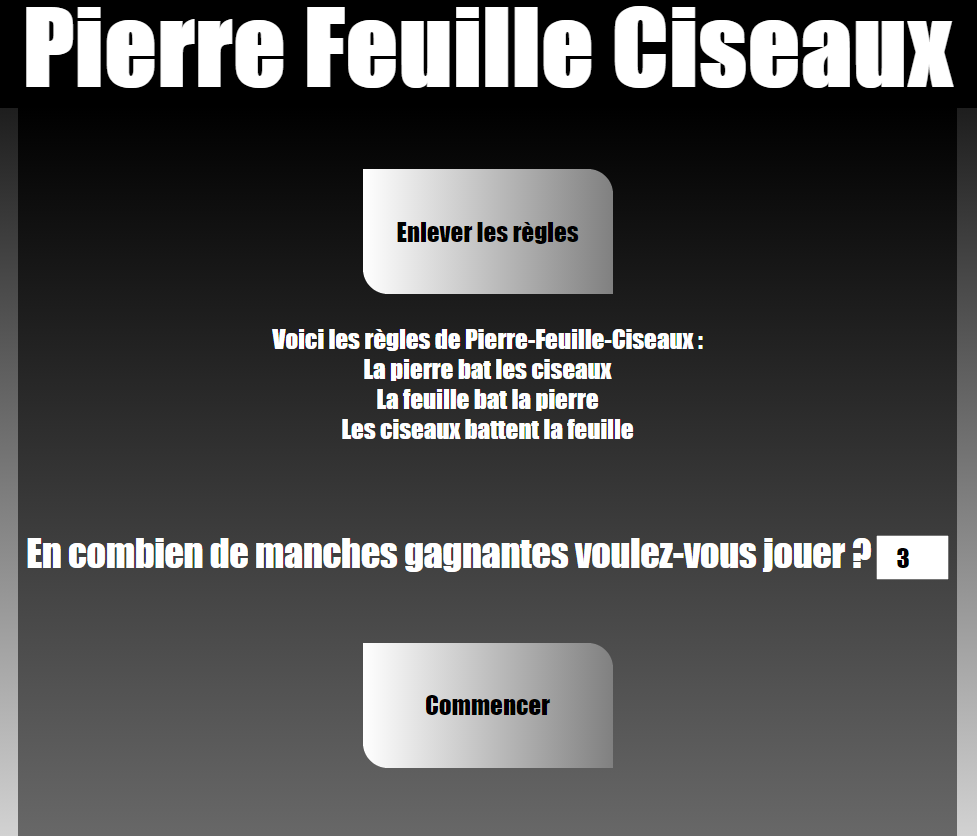 Pierre Feuille Ciseaux
Enlever les règles
Voici les règles de Pierre-Feuille-Ciseaux :
La pierre bat les ciseaux
La feuille bat la pierre
Les ciseaux battent la feuille
En combien de manches gagnantes voulez-vous jouer ? 3
Commencer